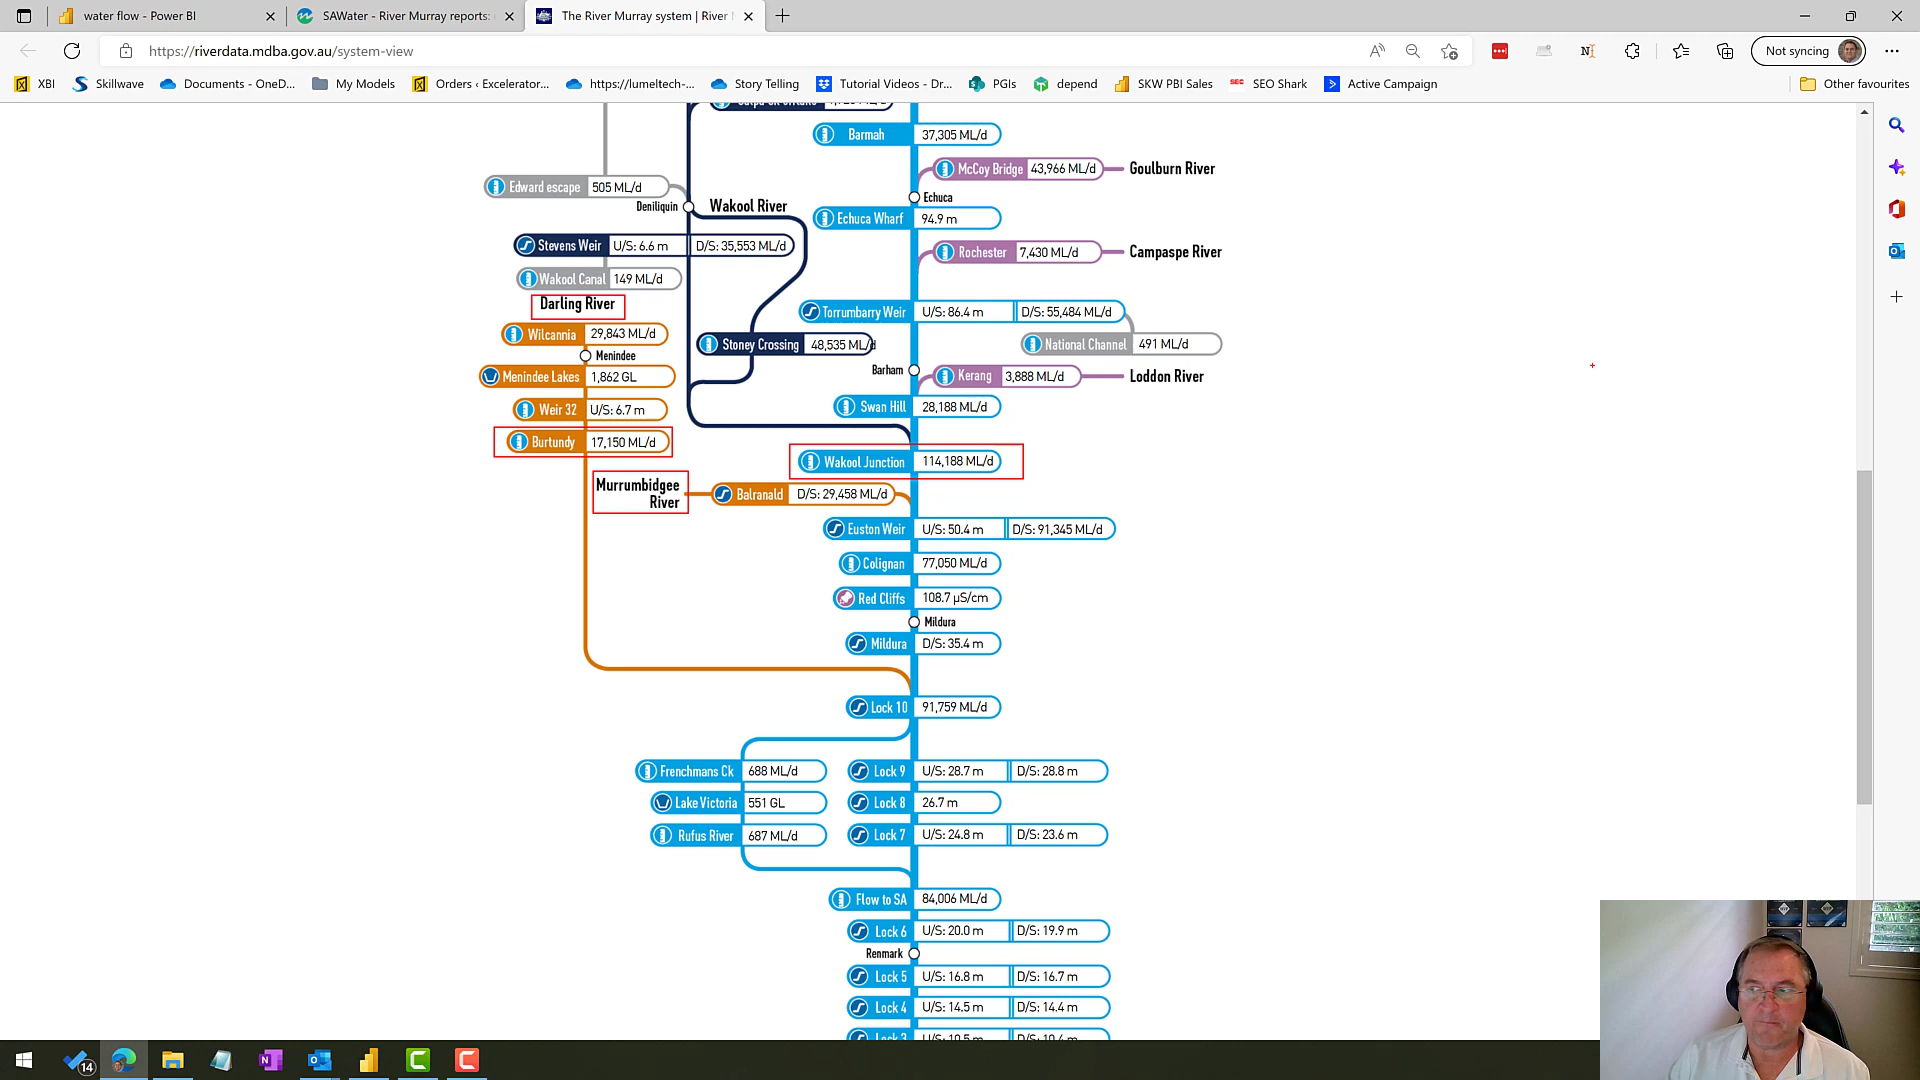 water flow - Power BI
SAWater - River Murray reports:
The River Murray system | River
https://riverdata.mdba.gov.au/system-view
Not syncing
XBI
Skillwave
Documents - OneD...
My Models
Orders ‹ Excelerator...
https://lumeltech-...
Story Telling
Tutorial Videos - Dr...
PGIs
depend
SKW PBI Sales
SEO Shark
Active Campaign
Other favourites
Barmah 37,305 ML/d
McCoy Bridge 43,966 ML/d Goulburn River
Edward escape 505 ML/d
Echuca
Deniliquin
Wakool River
Echuca Wharf 94.9 m
Stevens Weir U/S: 6.6 m D/S: 35,553 ML/d
Rochester 7,430 ML/d Campaspe River
Wakool Canal 149 ML/d
Darling River
Torrumbarry Weir U/S: 86.4 m D/S: 55,484 ML/d
Wilcannia 29,843 ML/d
Stoney Crossing 48,535 ML/d
National Channel 491 ML/d
Menindee
Barham
Menindee Lakes 1,862 GL
Kerang 3,888 ML/d Loddon River
Weir 32 U/S: 6.7 m
Swan Hill 28,188 ML/d
Burtundy 17,150 ML/d
Wakool Junction 114,188 ML/d
Murrumbidgee
River
Balranald D/S: 29,458 ML/d
Euston Weir U/S: 50.4 m D/S: 91,345 ML/d
Colignan 77,050 ML/d
Red Cliffs 108.7 µS/cm
Mildura
Mildura D/S: 35.4 m
Lock 10 91,759 ML/d
Frenchmans Ck 688 ML/d
Lock 9 U/S: 28.7 m D/S: 28.8 m
Lake Victoria 551 GL
Lock 8 26.7 m
Rufus River 687 ML/d
Lock 7 U/S: 24.8 m D/S: 23.6 m
Flow to SA 84,006 ML/d
Lock 6 U/S: 20.0 m D/S: 19.9 m
Renmark
Lock 5 U/S: 16.8 m D/S: 16.7 m
Lock 4 U/S: 14.5 m D/S: 14.4 m
14